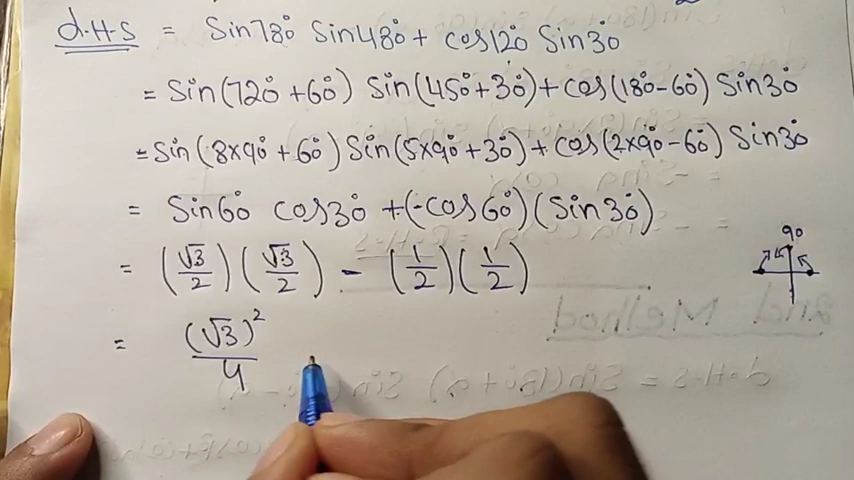 L.H.S = Sin780° Sin480° + cos120° Sin30
= Sin(720° + 60°) Sin(450° + 30°) + cos(180° - 60°) Sin30°
= Sin(8×90° + 60°) Sin(5×90° + 30°) + cos(2×90° - 60°) Sin30°
= Sin60° cos30° + (-cos60°) (Sin30°)
90
= (√3/2) (√3/2) - (1/2) (1/2)
= (√3)²/4